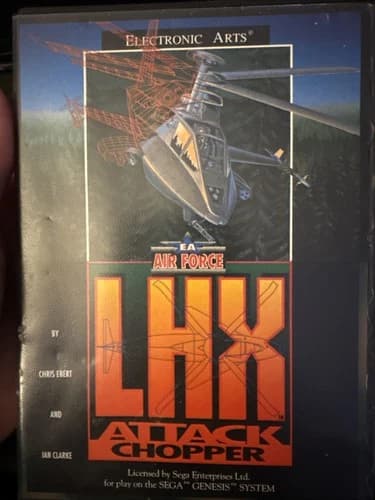 ELECTRONIC ARTS®
EA
AIR FORCE
LHX™
ATTACK
CHOPPER
BY
CHRIS EBERT
AND
IAN CLARKE
Licensed by Sega Enterprises Ltd.
for play on the SEGA™ GENESIS™ SYSTEM